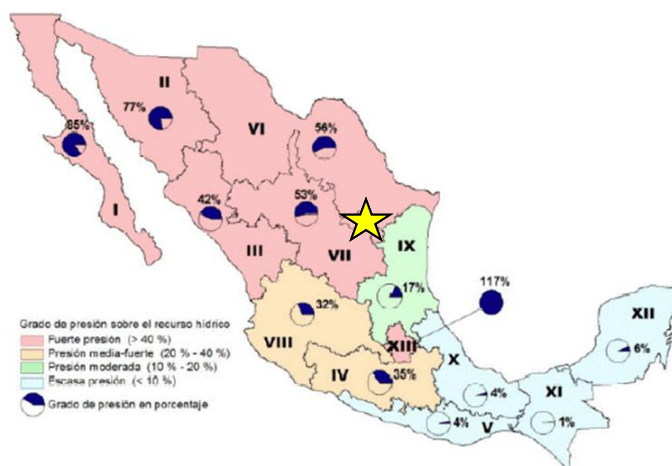 II
77%
VI
85%
56%
42%
53%
I
III
VII
IX
17%
117%
32%
VIII
XIII
XII
6%
X
IV
35%
XI
4%
4%
V
1%
Grado de presión sobre el recurso hídrico
Fuerte presión (> 40 %)
Presión media-fuerte (20 % - 40 %)
Presión moderada (10 % - 20 %)
Escasa presión (< 10 %)
Grado de presión en porcentaje